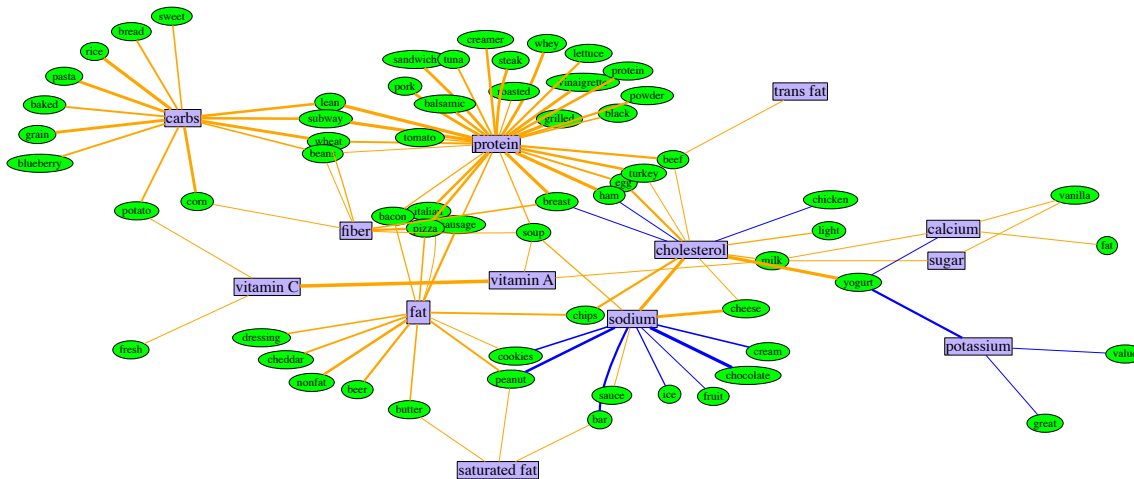 sweet
bread
creamer
whey
rice
sandwich
tuna
steak
lettuce
pasta
pork
roasted
vinaigrette
protein
trans fat
baked
lean
balsamic
powder
carbs
subway
grilled
black
grain
wheat
tomato
protein
blueberry
beans
beef
turkey
egg
potato
corn
bacon
italian
breast
ham
chicken
vanilla
fiber
pizza
sausage
soup
light
calcium
fat
cholesterol
milk
sugar
vitamin C
vitamin A
yogurt
fat
chips
sodium
cheese
dressing
fresh
cheddar
cookies
cream
potassium
value
nonfat
beer
peanut
chocolate
butter
sauce
ice
fruit
bar
great
saturated fat